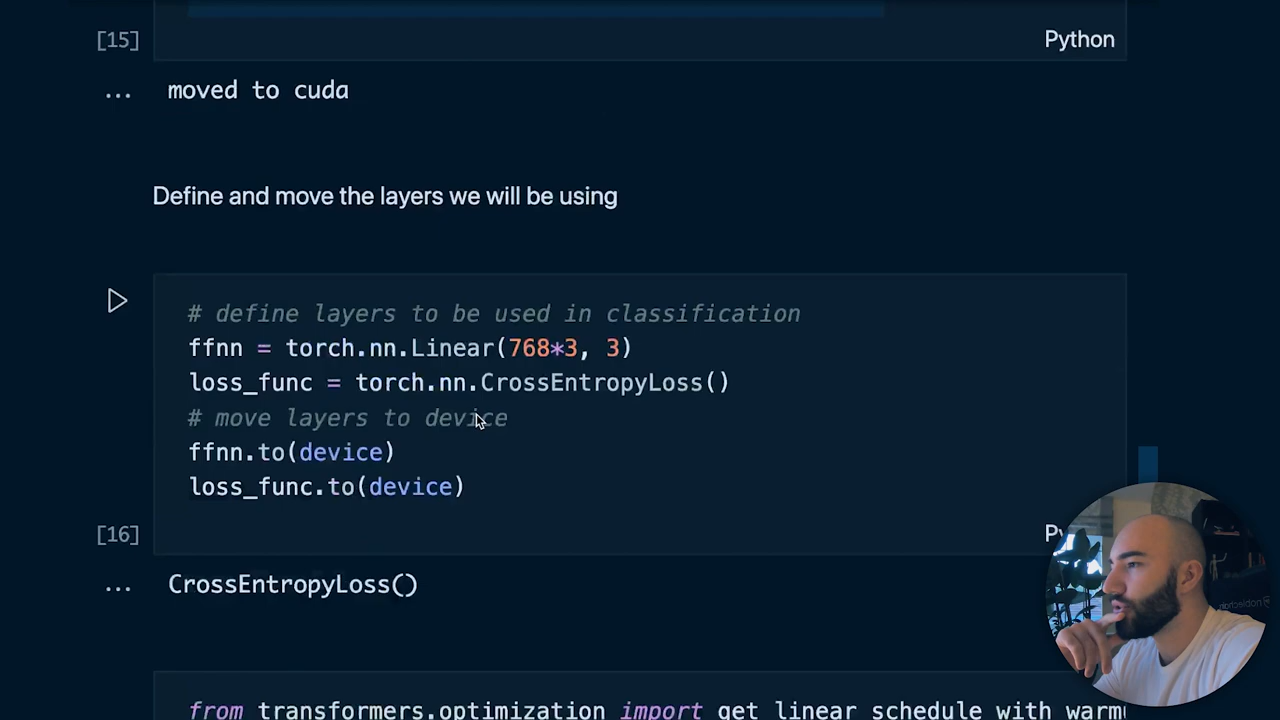 [15]
Python
... moved to cuda
Define and move the layers we will be using
# define layers to be used in classification
ffnn = torch.nn.Linear(768*3, 3)
loss_func = torch.nn.CrossEntropyLoss()
# move layers to device
ffnn.to(device)
loss_func.to(device)
[16]
Py
... CrossEntropyLoss()
from transformers.optimization import get_linear_schedule_with_warmu